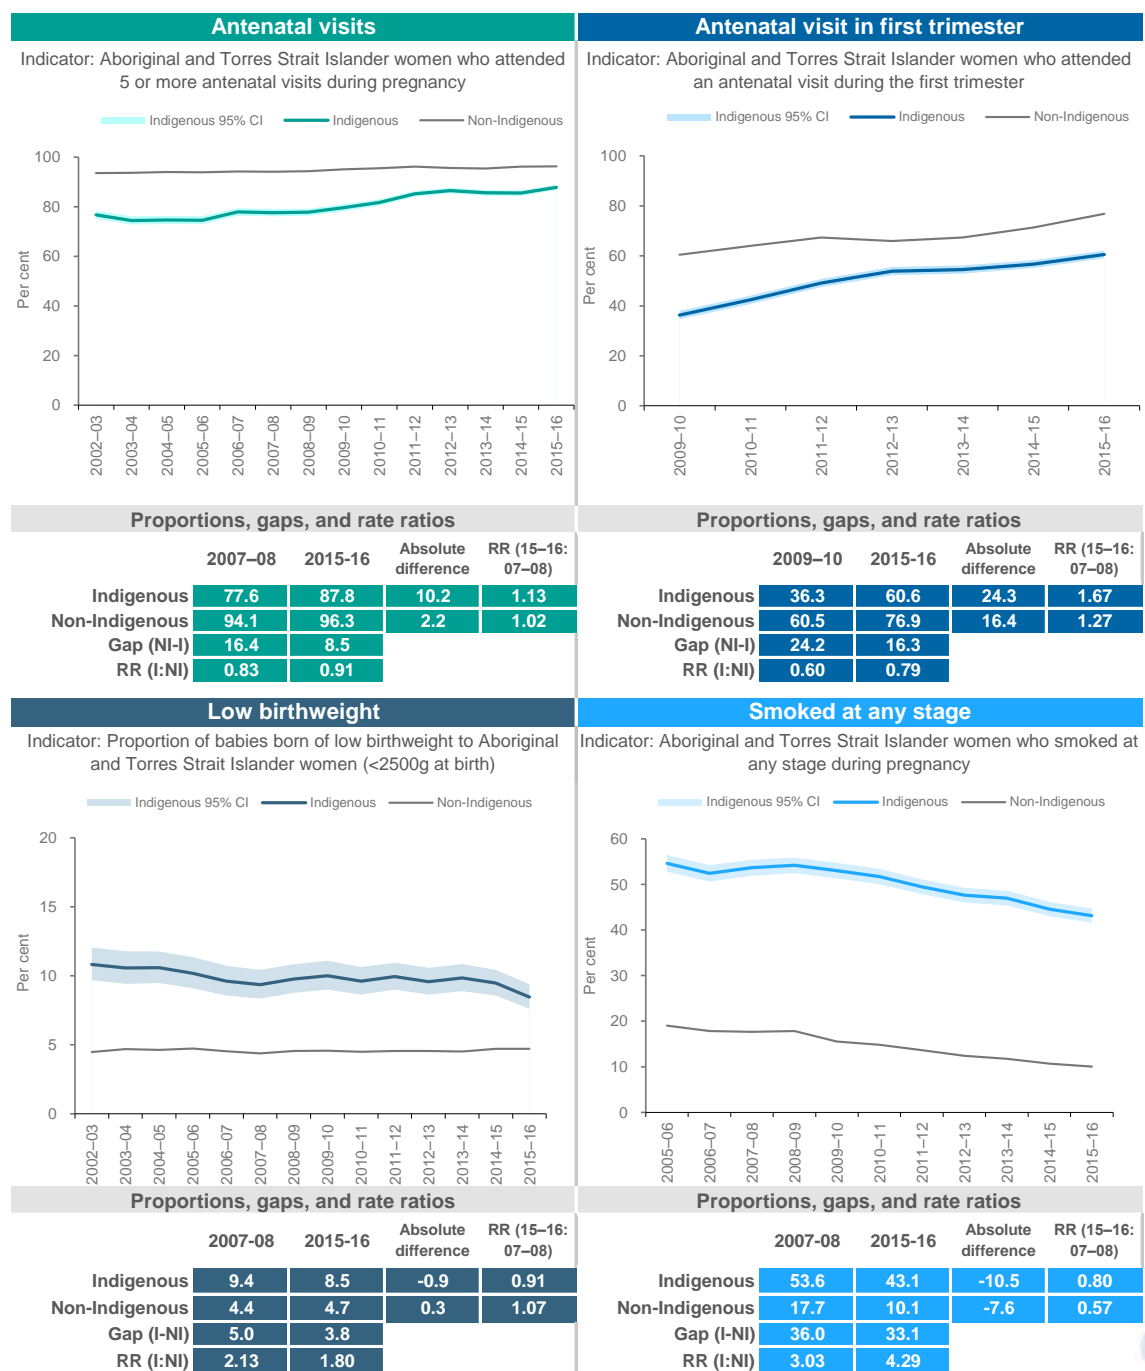 Antenatal visits
Indicator: Aboriginal and Torres Strait Islander women who attended
5 or more antenatal visits during pregnancy
Indigenous 95% CI Indigenous Non-Indigenous
Per cent
100
80
60
40
20
0
2002–03 2003–04 2004–05 2005–06 2006–07 2007–08 2008–09 2009–10 2010–11 2011–12 2012–13 2013–14 2014–15 2015–16
Proportions, gaps, and rate ratios
2007–08 2015-16 Absolute difference RR (15–16: 07–08)
Indigenous 77.6 87.8 10.2 1.13
Non-Indigenous 94.1 96.3 2.2 1.02
Gap (NI-I) 16.4 8.5
RR (I:NI) 0.83 0.91
Antenatal visit in first trimester
Indicator: Aboriginal and Torres Strait Islander women who attended
an antenatal visit during the first trimester
Indigenous 95% CI Indigenous Non-Indigenous
Per cent
100
80
60
40
20
0
2009–10 2010–11 2011–12 2012–13 2013–14 2014–15 2015–16
Proportions, gaps, and rate ratios
2009–10 2015-16 Absolute difference RR (15–16: 07–08)
Indigenous 36.3 60.6 24.3 1.67
Non-Indigenous 60.5 76.9 16.4 1.27
Gap (NI-I) 24.2 16.3
RR (I:NI) 0.60 0.79
Low birthweight
Indicator: Proportion of babies born of low birthweight to Aboriginal
and Torres Strait Islander women (<2500g at birth)
Indigenous 95% CI Indigenous Non-Indigenous
Per cent
20
15
10
5
0
2002–03 2003–04 2004–05 2005–06 2006–07 2007–08 2008–09 2009–10 2010–11 2011–12 2012–13 2013–14 2014–15 2015–16
Proportions, gaps, and rate ratios
2007-08 2015-16 Absolute difference RR (15–16: 07–08)
Indigenous 9.4 8.5 -0.9 0.91
Non-Indigenous 4.4 4.7 0.3 1.07
Gap (I-NI) 5.0 3.8
RR (I:NI) 2.13 1.80
Smoked at any stage
Indicator: Aboriginal and Torres Strait Islander women who smoked at
any stage during pregnancy
Indigenous 95% CI Indigenous Non-Indigenous
Per cent
60
50
40
30
20
10
0
2005–06 2006–07 2007–08 2008–09 2009–10 2010–11 2011–12 2012–13 2013–14 2014–15 2015–16
Proportions, gaps, and rate ratios
2007-08 2015-16 Absolute difference RR (15–16: 07–08)
Indigenous 53.6 43.1 -10.5 0.80
Non-Indigenous 17.7 10.1 -7.6 0.57
Gap (I-NI) 36.0 33.1
RR (I:NI) 3.03 4.29